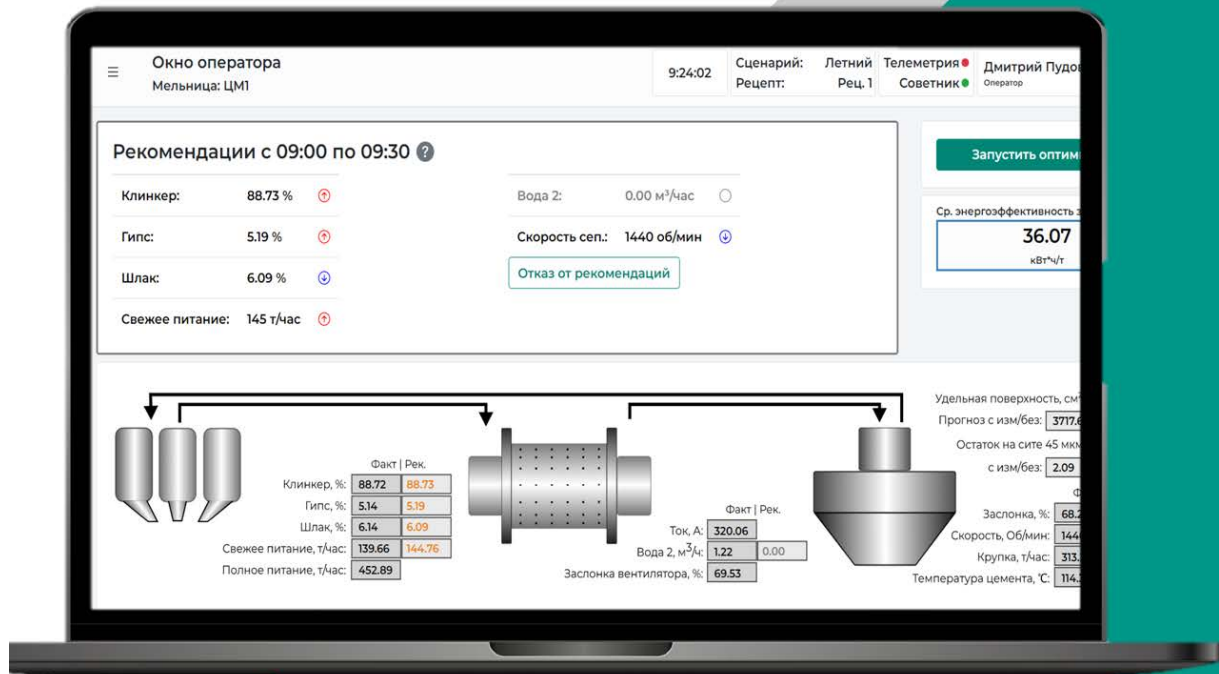 Окно оператора
Мельница: ЦМ1
9:24:02
Сценарий: Летний
Рецепт: Рец. 1
Телеметрия
Советник
Дмитрий
Оператор
Рекомендации с 09:00 по 09:30 ?
Клинкер: 88.73 %
Гипс: 5.19 %
Шлак: 6.09 %
Свежее питание: 145 т/час
Вода 2: 0.00 м³/час
Скорость сеп.: 1440 об/мин
Отказ от рекомендаций
Запустить
Ср. энергоэффективность
36.07
кВт*ч/т
Факт | Рек.
Клинкер, %: 88.72 88.73
Гипс, %: 5.14 5.19
Шлак, %: 6.14 6.09
Свежее питание, т/час: 139.66 144.76
Полное питание, т/час: 452.89
Факт | Рек.
Ток, А: 320.06
Вода 2, м³/ч: 1.22 0.00
Заслонка вентилятора, %: 69.53
Удельная поверхность,
Прогноз с изм/без:
Остаток на сите 45
с изм/без: 2.09
Заслонка, %:
Скорость, Об/мин:
Крупка, т/час:
Температура цемента, °C: